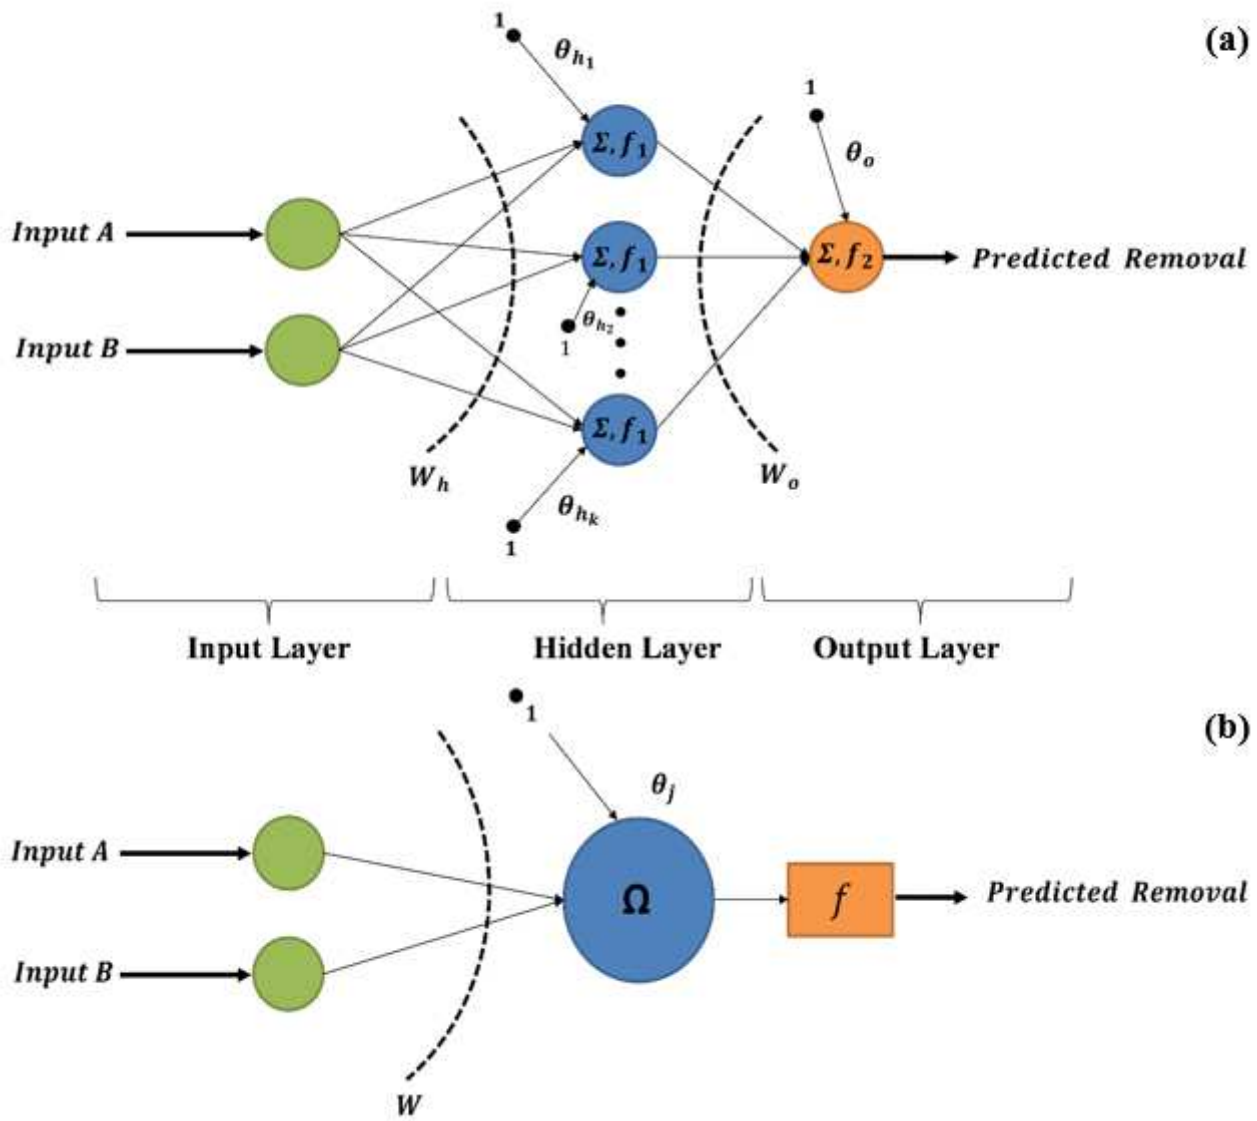 (a)
1
θh1
1
θo
Σ, f1
Input A
Σ, f1
Σ, f2
Predicted Removal
θh2
1
Input B
Σ, f1
Wh
Wo
θhk
1
Input Layer
Hidden Layer
Output Layer
(b)
1
θj
Input A
Ω
f
Predicted Removal
Input B
W